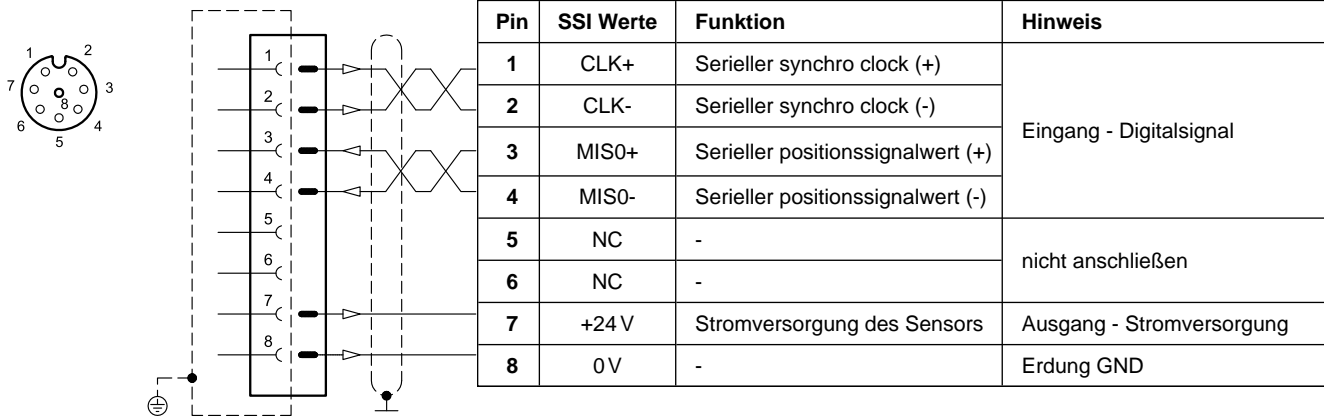 1 2
7 8 3
6 4
5
1
2
3
4
5
6
7
8
Pin SSI Werte Funktion Hinweis
1 CLK+ Serieller synchro clock (+)
2 CLK- Serieller synchro clock (-)
Eingang - Digitalsignal
3 MIS0+ Serieller positionssignalwert (+)
4 MIS0- Serieller positionssignalwert (-)
5 NC -
nicht anschließen
6 NC -
7 +24 V Stromversorgung des Sensors Ausgang - Stromversorgung
8 0 V - Erdung GND